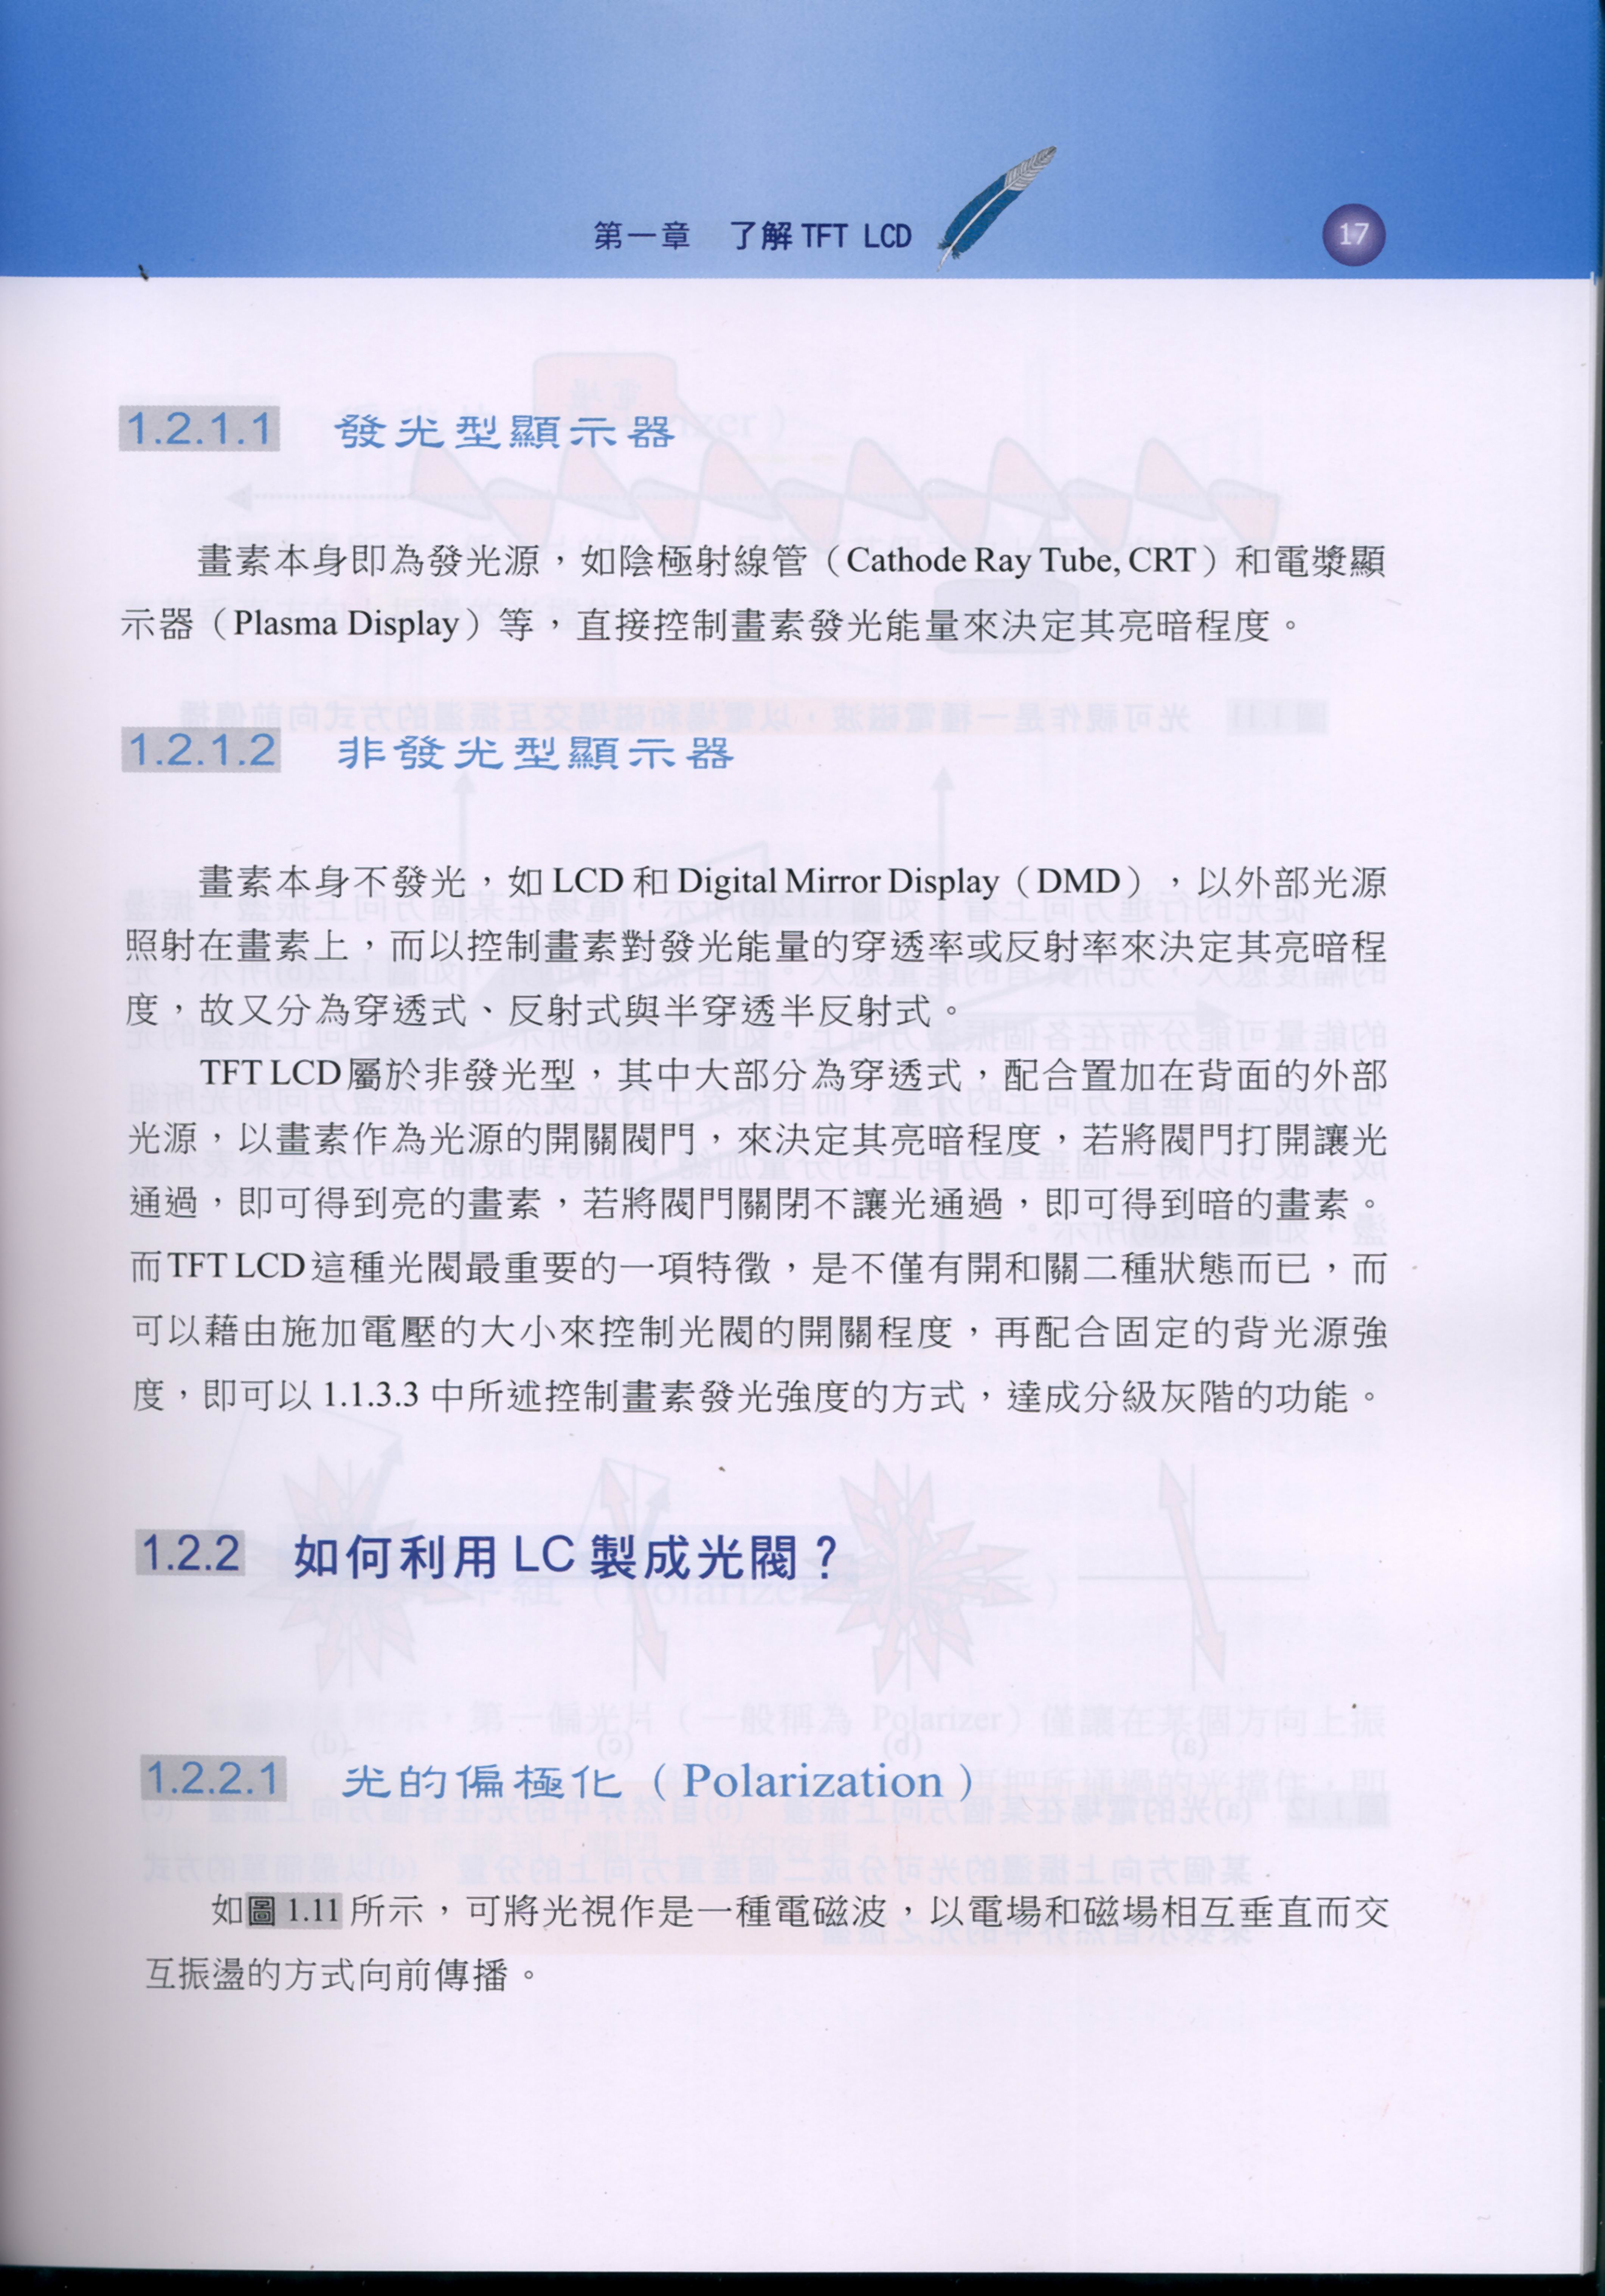 第一章 了解 TFT LCD
17
1.2.1.1 發光型顯示器
畫素本身即為發光源，如陰極射線管（Cathode Ray Tube, CRT）和電漿顯
示器（Plasma Display）等，直接控制畫素發光能量來決定其亮暗程度。
1.2.1.2 非發光型顯示器
畫素本身不發光，如 LCD 和 Digital Mirror Display（DMD），以外部光源
照射在畫素上，而以控制畫素對發光能量的穿透率或反射率來決定其亮暗程
度，故又分為穿透式、反射式與半穿透半反射式。
TFT LCD 屬於非發光型，其中大部分為穿透式，配合置加在背面的外部
光源，以畫素作為光源的開關閥門，來決定其亮暗程度，若將閥門打開讓光
通過，即可得到亮的畫素，若將閥門關閉不讓光通過，即可得到暗的畫素。
而 TFT LCD 這種光閥最重要的一項特徵，是不僅有開和關二種狀態而已，而
可以藉由施加電壓的大小來控制光閥的開關程度，再配合固定的背光源強
度，即可以 1.1.3.3 中所述控制畫素發光強度的方式，達成分級灰階的功能。
1.2.2 如何利用 LC 製成光閥？
1.2.2.1 光的偏極化（Polarization）
如圖 1.11 所示，可將光視作是一種電磁波，以電場和磁場相互垂直而交
互振盪的方式向前傳播。